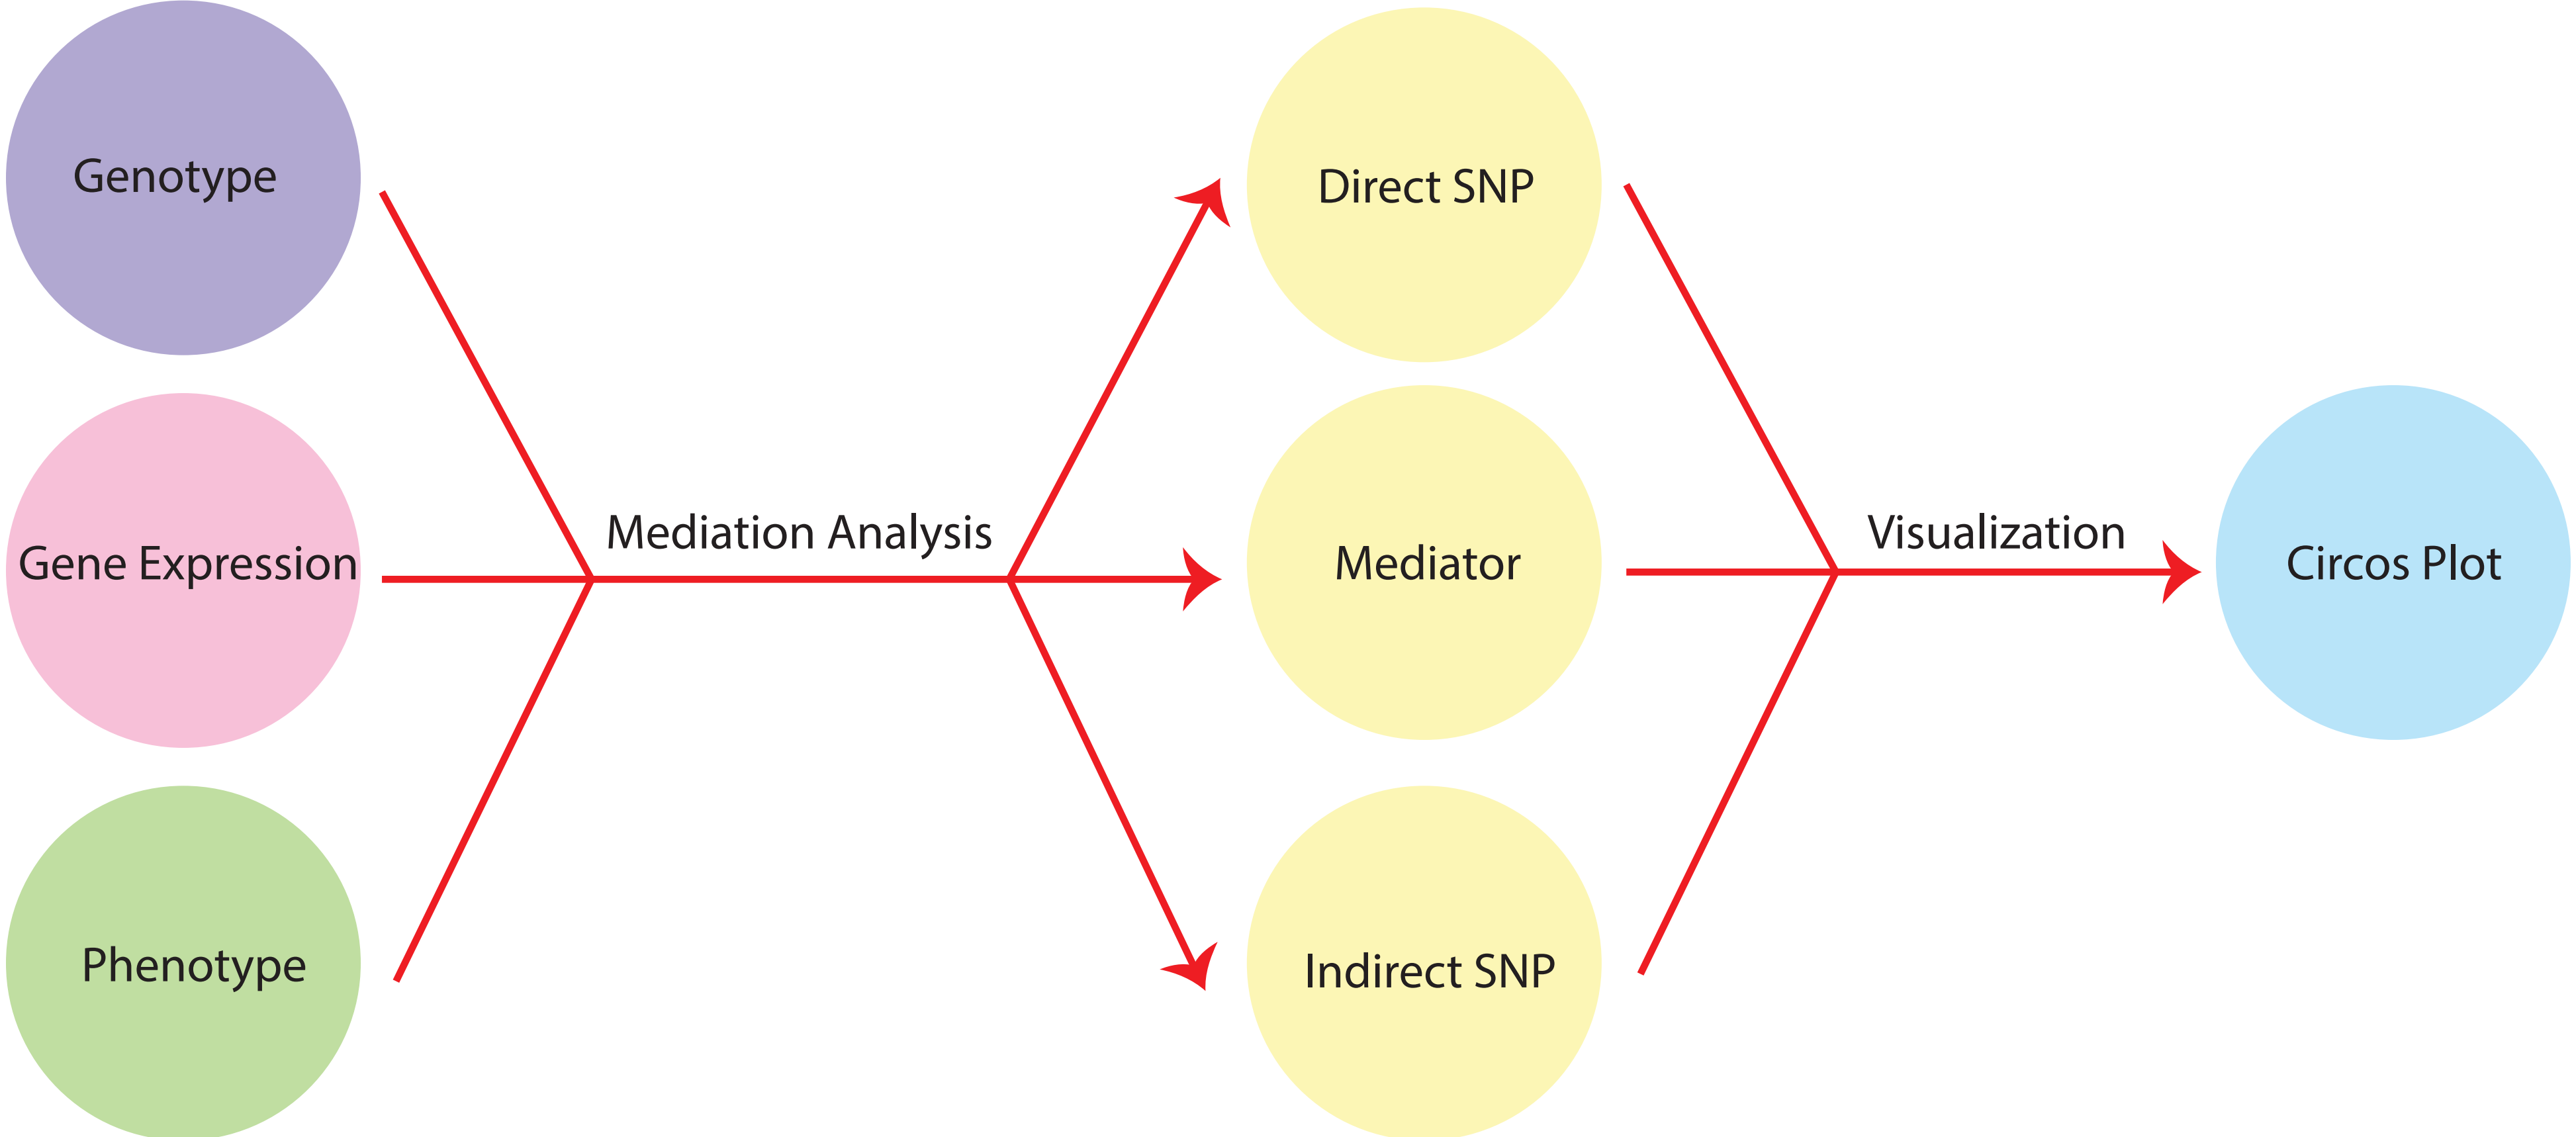 Genotype
Gene Expression
Phenotype
Mediation Analysis
Direct SNP
Mediator
Indirect SNP
Visualization
Circos Plot